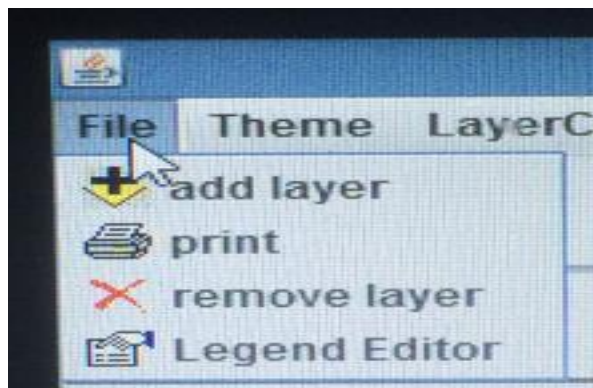 File Theme LayerC
add layer
print
remove layer
Legend Editor